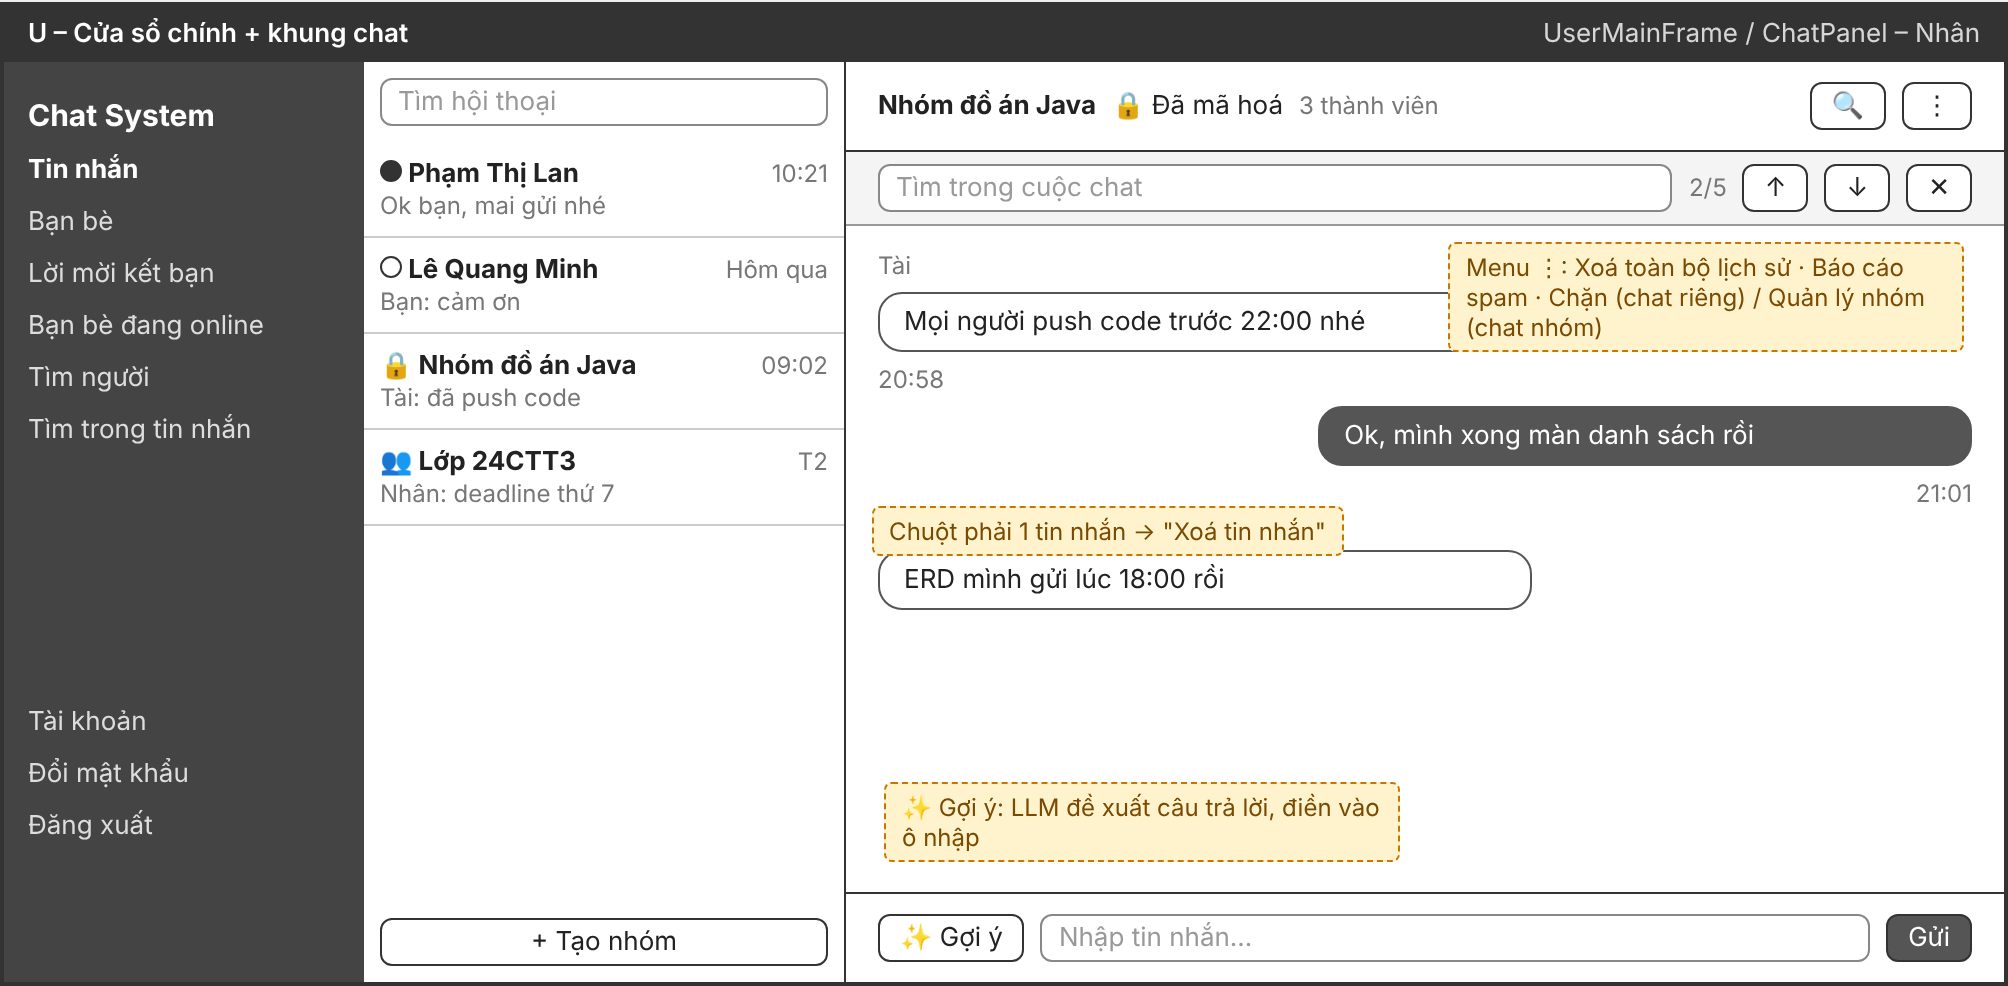 U – Cửa sổ chính + khung chat
UserMainFrame / ChatPanel – Nhân
Chat System
Tin nhắn
Bạn bè
Lời mời kết bạn
Bạn bè đang online
Tìm người
Tìm trong tin nhắn
Tài khoản
Đổi mật khẩu
Đăng xuất
Tìm hội thoại
Phạm Thị Lan 10:21
Ok bạn, mai gửi nhé
Lê Quang Minh Hôm qua
Bạn: cảm ơn
🔒 Nhóm đồ án Java 09:02
Tài: đã push code
👥 Lớp 24CTT3 T2
Nhân: deadline thứ 7
+ Tạo nhóm
Nhóm đồ án Java 🔒 Đã mã hoá 3 thành viên 🔍 ⋮
Tìm trong cuộc chat 2/5 ↑ ↓ ✕
Tài
Mọi người push code trước 22:00 nhé
20:58
Menu ⋮: Xoá toàn bộ lịch sử · Báo cáo
spam · Chặn (chat riêng) / Quản lý nhóm
(chat nhóm)
Ok, mình xong màn danh sách rồi
21:01
Chuột phải 1 tin nhắn → "Xoá tin nhắn"
ERD mình gửi lúc 18:00 rồi
✨ Gợi ý: LLM đề xuất câu trả lời, điền vào
ô nhập
✨ Gợi ý
Nhập tin nhắn...
Gửi